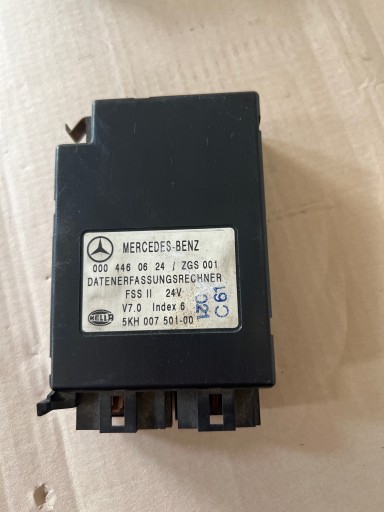 MERCEDES-BENZ
000 446 06 24 / ZGS 001
DATENERFASSUNGSRECHNER
FSS II 24V
V7.0 Index 6
HELLA 5KH 007 501-00
C 61